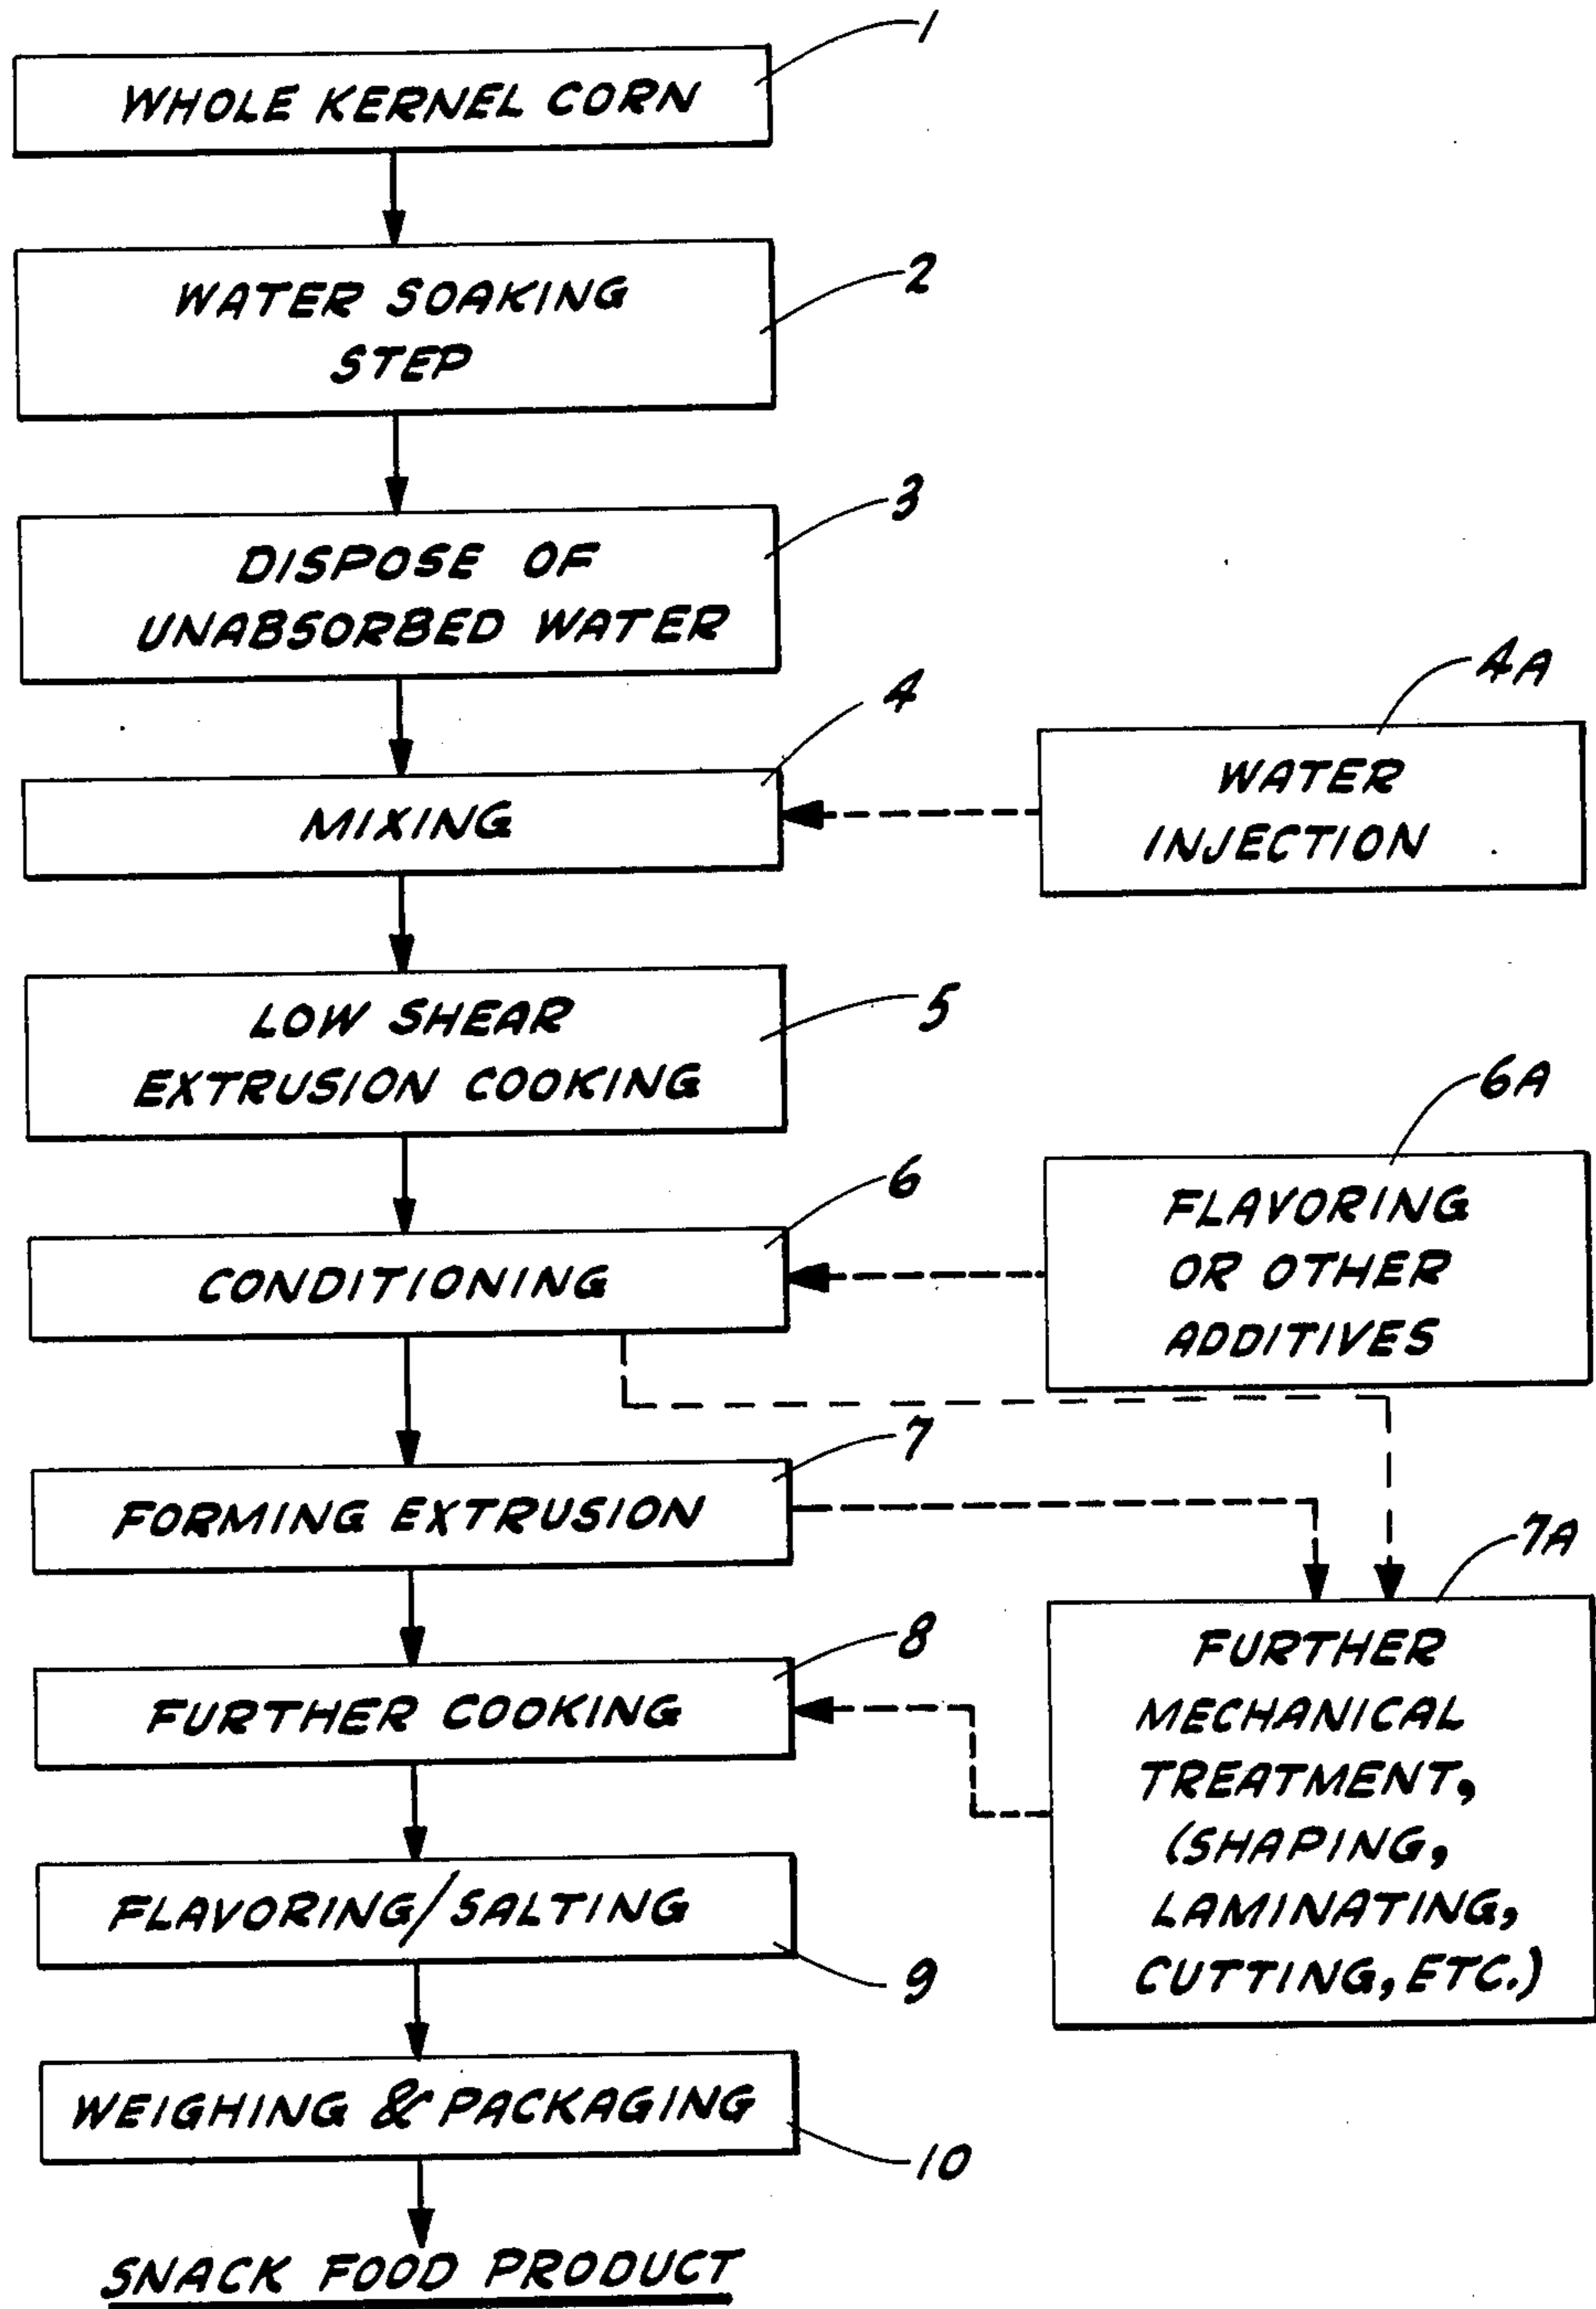 1
WHOLE KERNEL CORN
2
WATER SOAKING
STEP
3
DISPOSE OF
UNABSORBED WATER
4
MIXING
4A
WATER
INJECTION
5
LOW SHEAR
EXTRUSION COOKING
6
CONDITIONING
6A
FLAVORING
OR OTHER
ADDITIVES
7
FORMING EXTRUSION
7A
FURTHER
MECHANICAL
TREATMENT,
(SHAPING,
LAMINATING,
CUTTING, ETC.)
8
FURTHER COOKING
FLAVORING/SALTING
9
WEIGHING & PACKAGING
10
SNACK FOOD PRODUCT